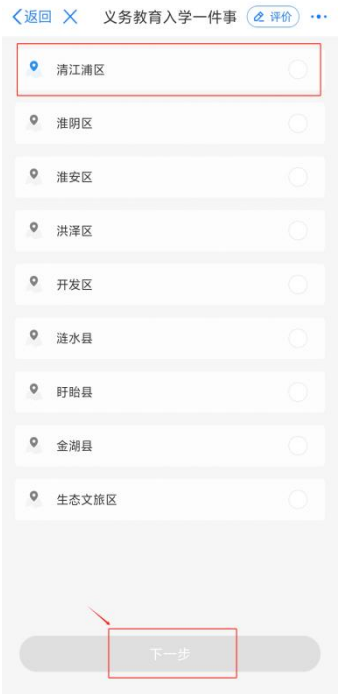 返回 义务教育入学一件事 评价
清江浦区
淮阴区
淮安区
洪泽区
开发区
涟水县
盱眙县
金湖县
生态文旅区
下一步